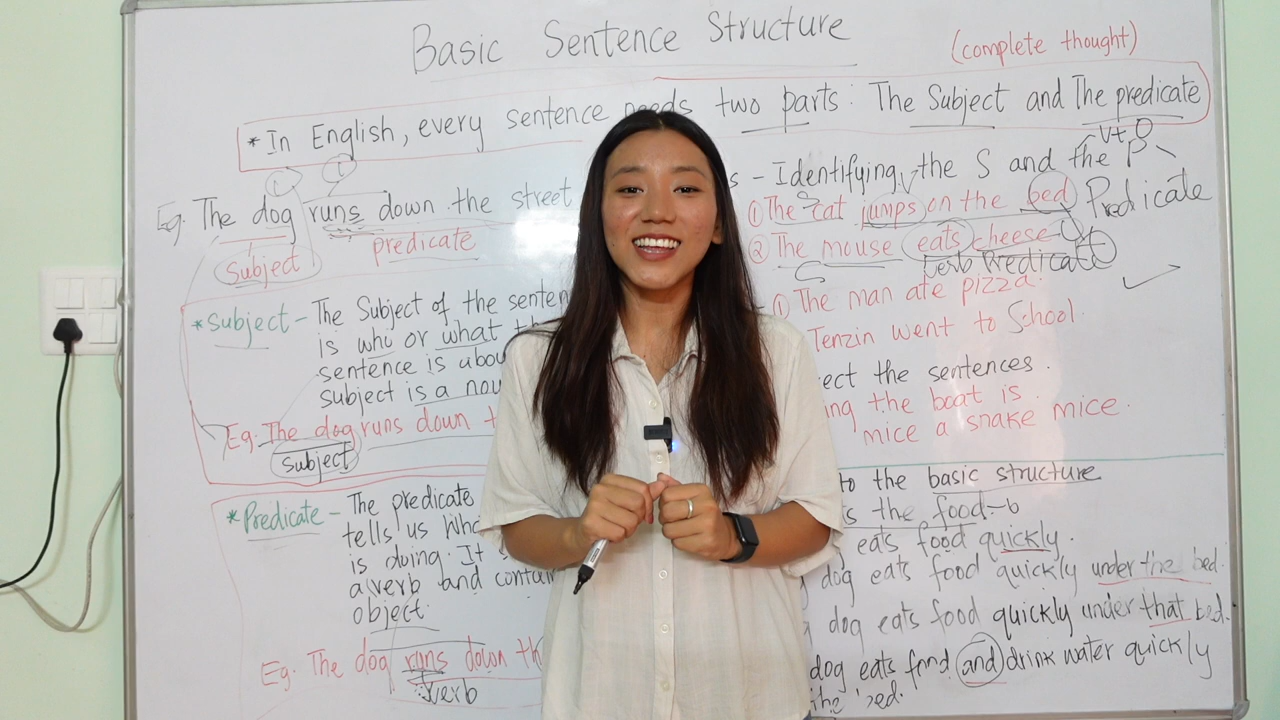 Basic Sentence Structure
(complete thought)
* In English, every sentence needs two parts: The Subject and The predicate
V+O
Eg. The dog runs down the street
subject
predicate
s - Identifying the S and the P
① The cat jumps on the bed
S
V
Predicate
② The mouse eats cheese
S
Verb Predicate
* Subject - The Subject of the senten
is who or what th
sentence is abou
subject is a nou
Eg. The dog runs down t
subject
① The man ate pizza.
Tenzin went to School.
ect the sentences.
ing the boat is.
mice a snake mice.
* Predicate - The predicate
tells us Wh
is doing. It
a verb and contain
object.
Eg. The dog runs down th
verb
to the basic structure
s the food-b
eats food quickly.
dog eats food quickly under the bed.
dog eats food quickly under that bed.
dog eats food and drink water quickly
the bed.